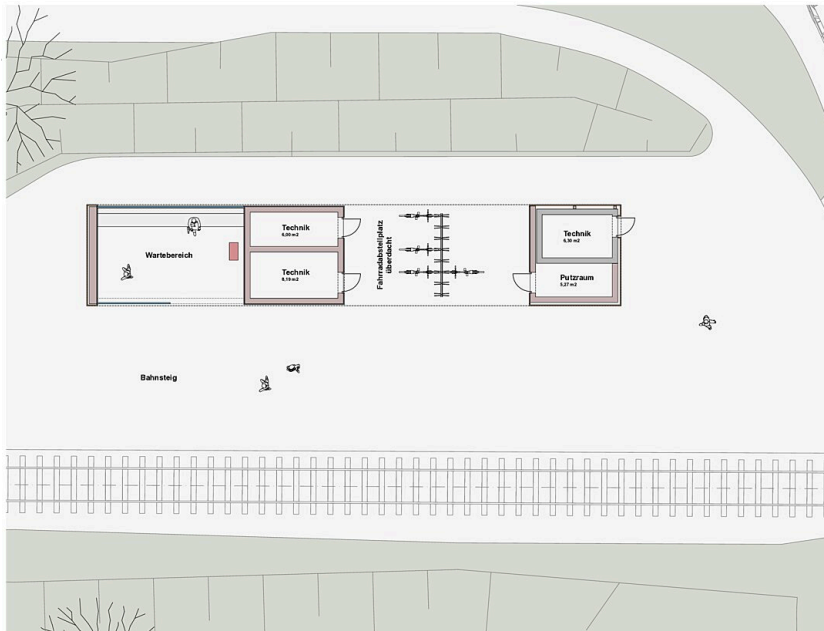 Technik
6,00 m2
Wartebereich
Technik
8,19 m2
Fahrradabstellplatz
überdacht
Technik
6,30 m2
Putzraum
5,27 m2
Bahnsteig